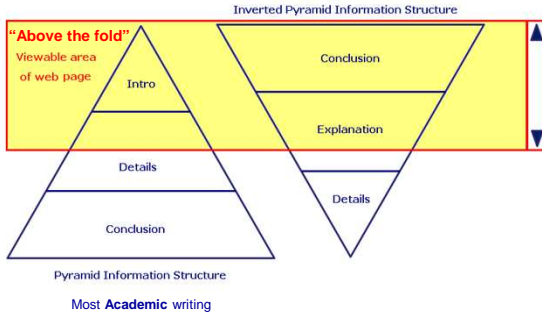 Inverted Pyramid Information Structure
“Above the fold”
Viewable area
of web page
Intro
Details
Conclusion
Conclusion
Explanation
Details
Pyramid Information Structure
Most Academic writing